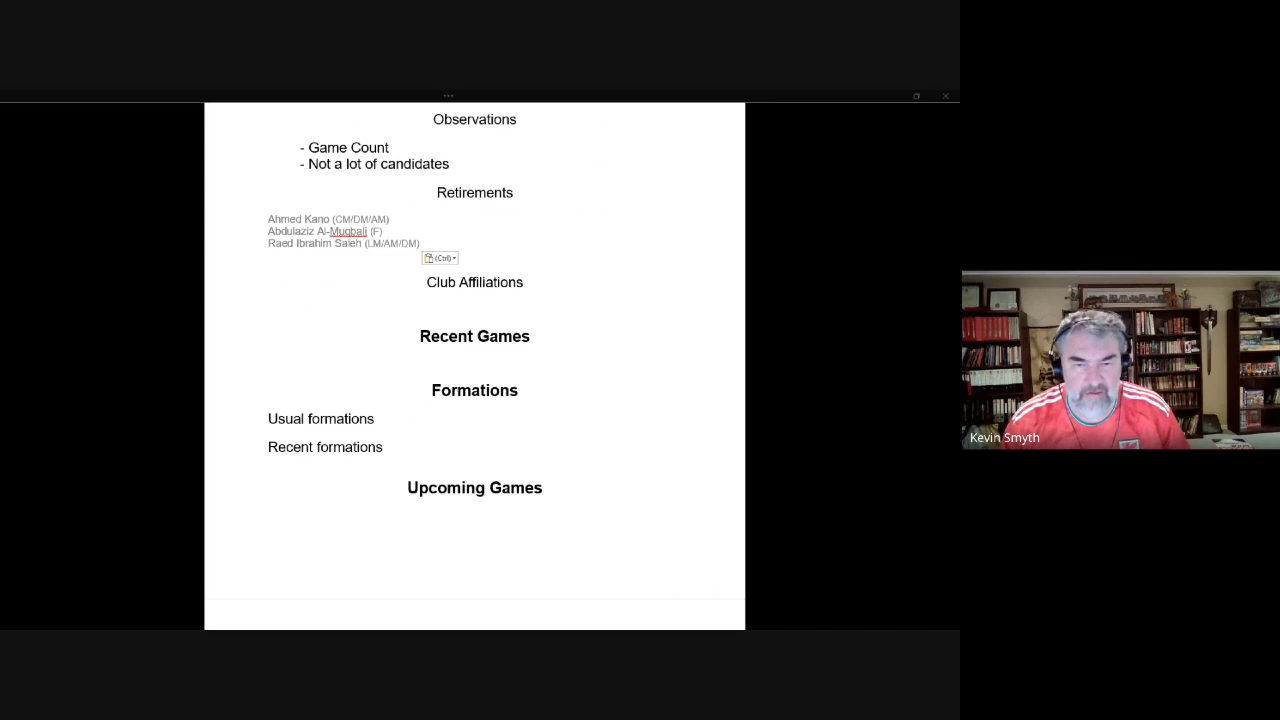 Observations
- Game Count
- Not a lot of candidates
Retirements
Ahmed Kano (CM/DM/AM)
Abdulaziz Al-Muqbali (F)
Raed Ibrahim Saleh (LM/AM/DM)
(Ctrl)
Club Affiliations
Recent Games
Formations
Usual formations
Recent formations
Upcoming Games
Kevin Smyth